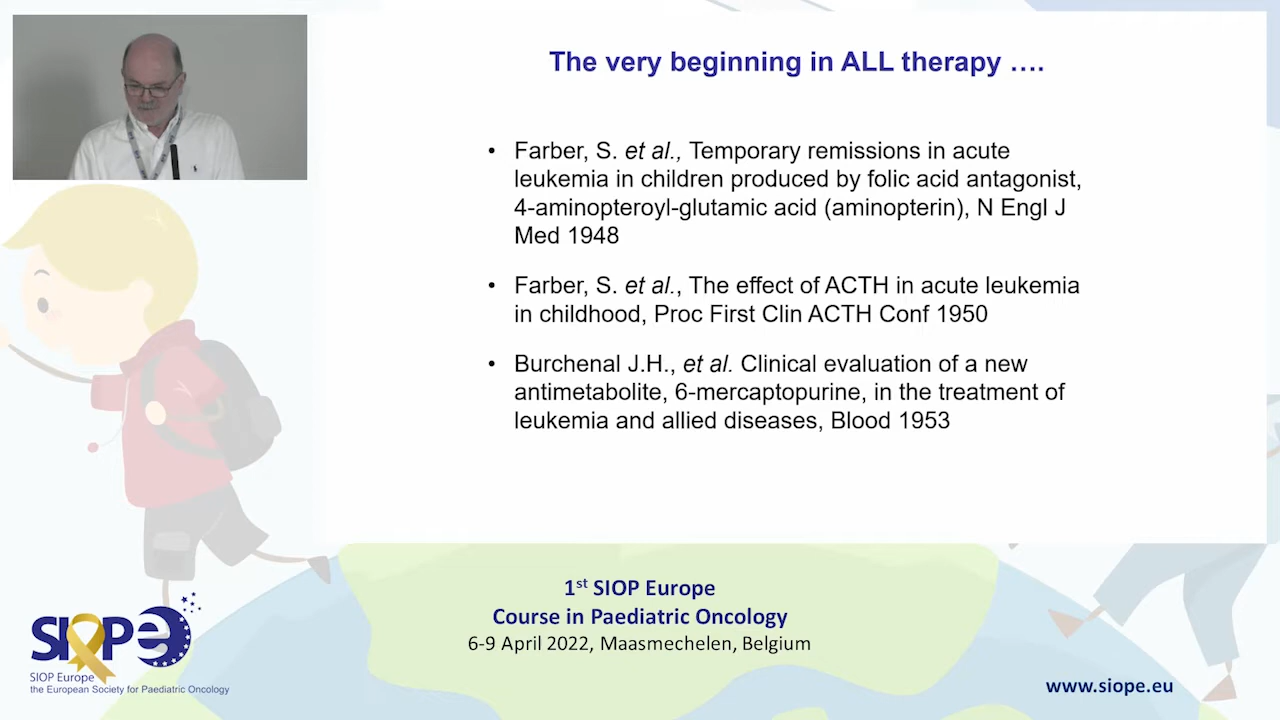 The very beginning in ALL therapy ….
• Farber, S. et al., Temporary remissions in acute
leukemia in children produced by folic acid antagonist,
4-aminopteroyl-glutamic acid (aminopterin), N Engl J
Med 1948
• Farber, S. et al., The effect of ACTH in acute leukemia
in childhood, Proc First Clin ACTH Conf 1950
• Burchenal J.H., et al. Clinical evaluation of a new
antimetabolite, 6-mercaptopurine, in the treatment of
leukemia and allied diseases, Blood 1953
1st SIOP Europe
Course in Paediatric Oncology
6-9 April 2022, Maasmechelen, Belgium
SIOPe
SIOP Europe
the European Society for Paediatric Oncology
www.siope.eu